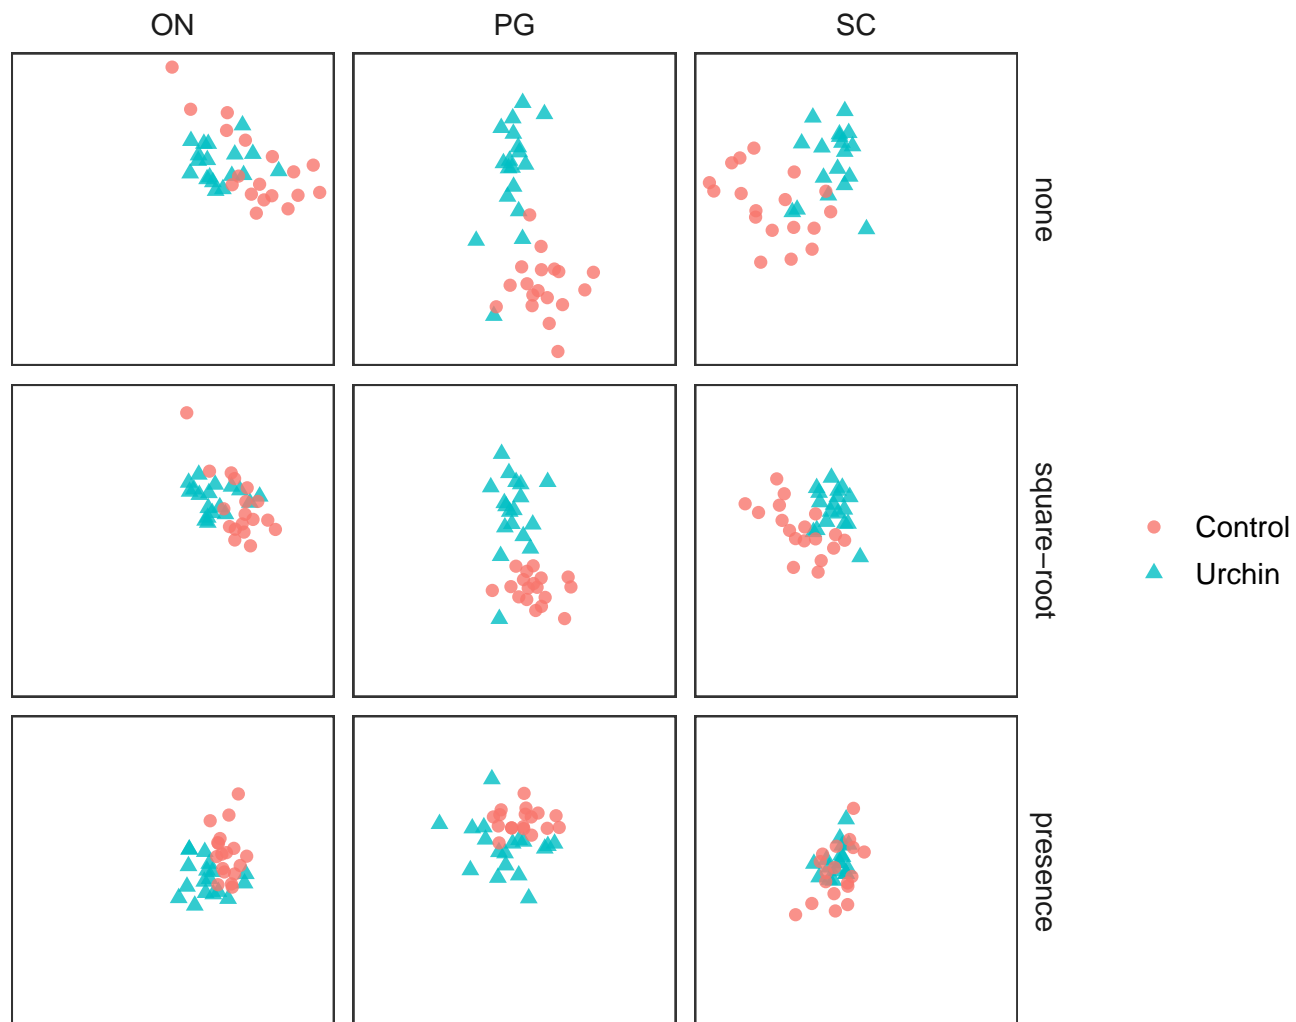 ON
PG
SC
none
square−root
presence
Control
Urchin